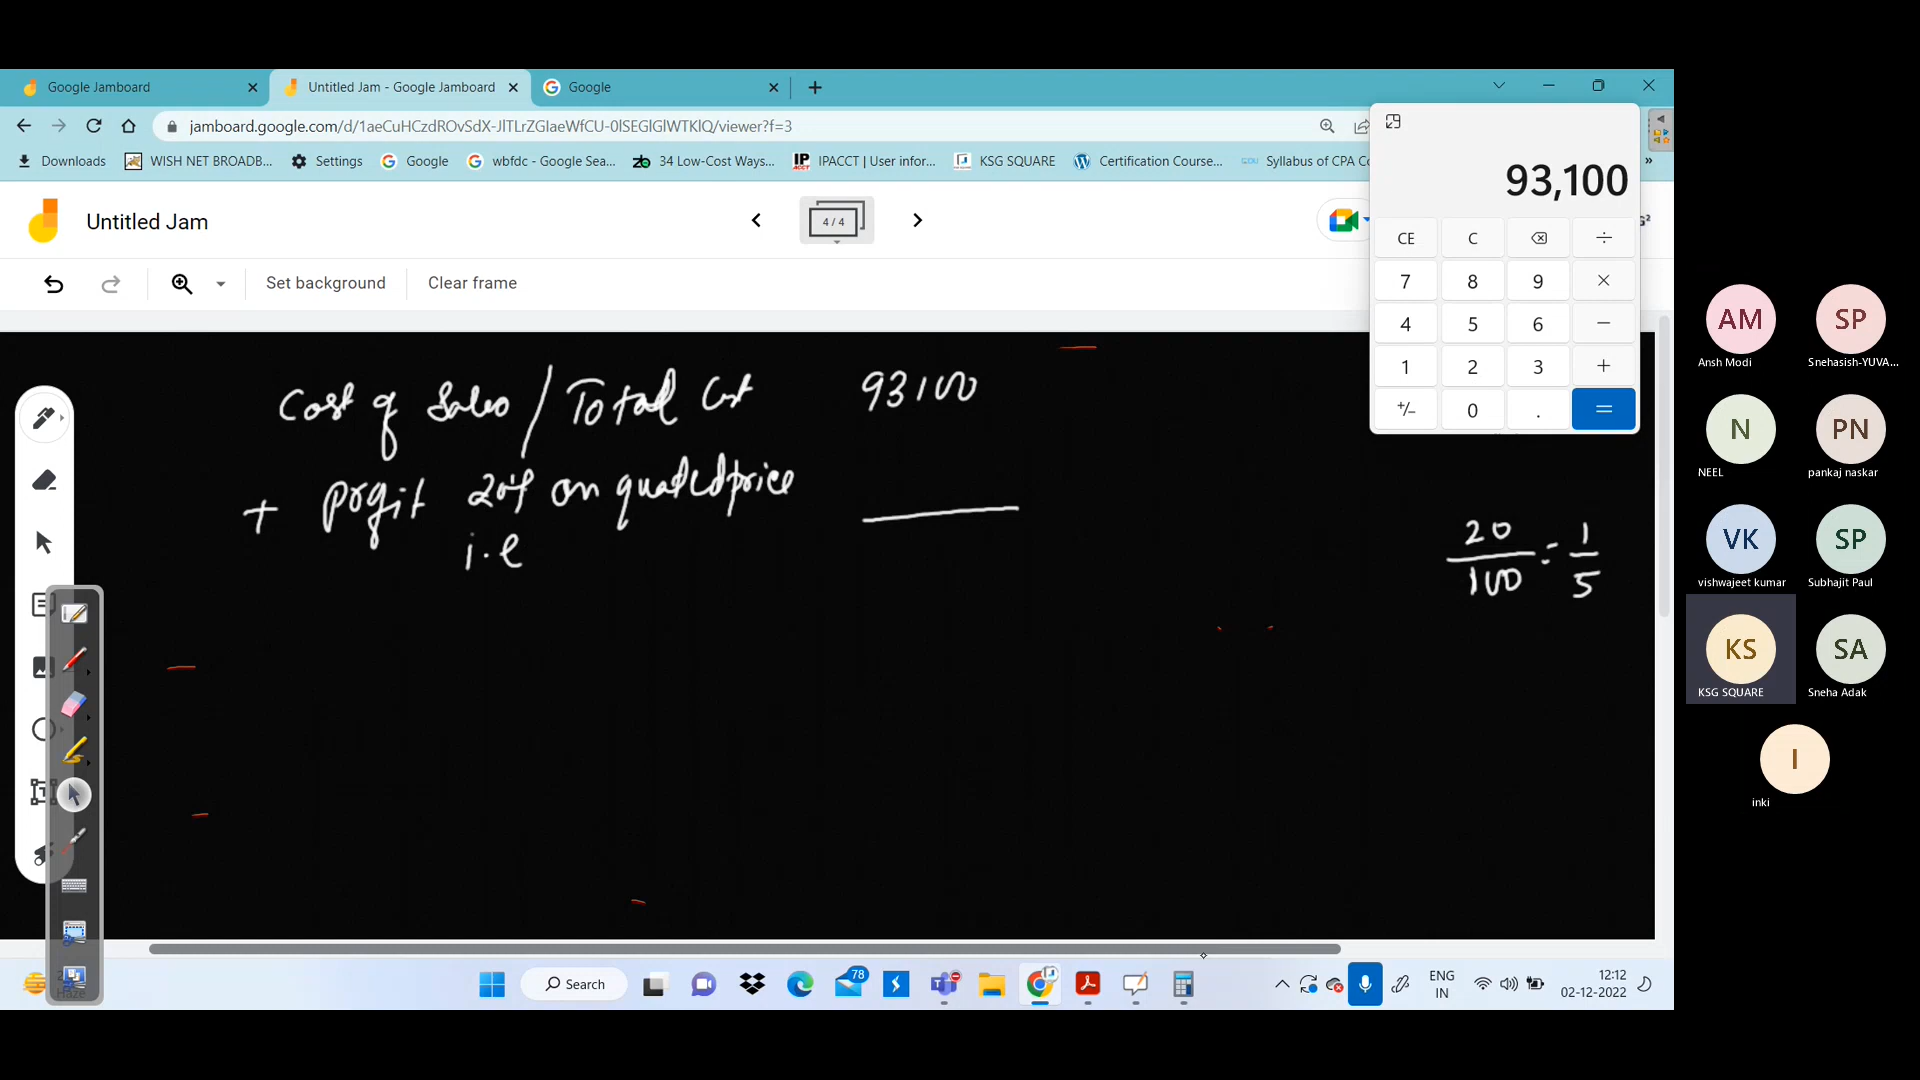 Google Jamboard
Untitled Jam - Google Jamboard
Google
jamboard.google.com/d/1aeCuHCzdROvSdX-JlTLrZGIaeWfCU-0lSEGlGlWTKlQ/viewer?f=3
Downloads
WISH NET BROADB...
Settings
Google
wbfdc - Google Sea...
34 Low-Cost Ways...
IPACCT | User infor...
KSG SQUARE
Certification Course...
Syllabus of CPA Co
»
Untitled Jam
4 / 4
Set background
Clear frame
93,100
CE C ÷
7 8 9 ×
4 5 6 −
1 2 3 +
+/− 0 . =
Cost of Sales / Total Cost 93100
+ profit 20% on quoted price
i.e
20/100 = 1/5
AM
Ansh Modi
SP
Snehasish-YUVA...
N
NEEL
PN
pankaj naskar
VK
vishwajeet kumar
SP
Subhajit Paul
KS
KSG SQUARE
SA
Sneha Adak
I
inki
Haze
Search
78
ENG
IN
12:12
02-12-2022